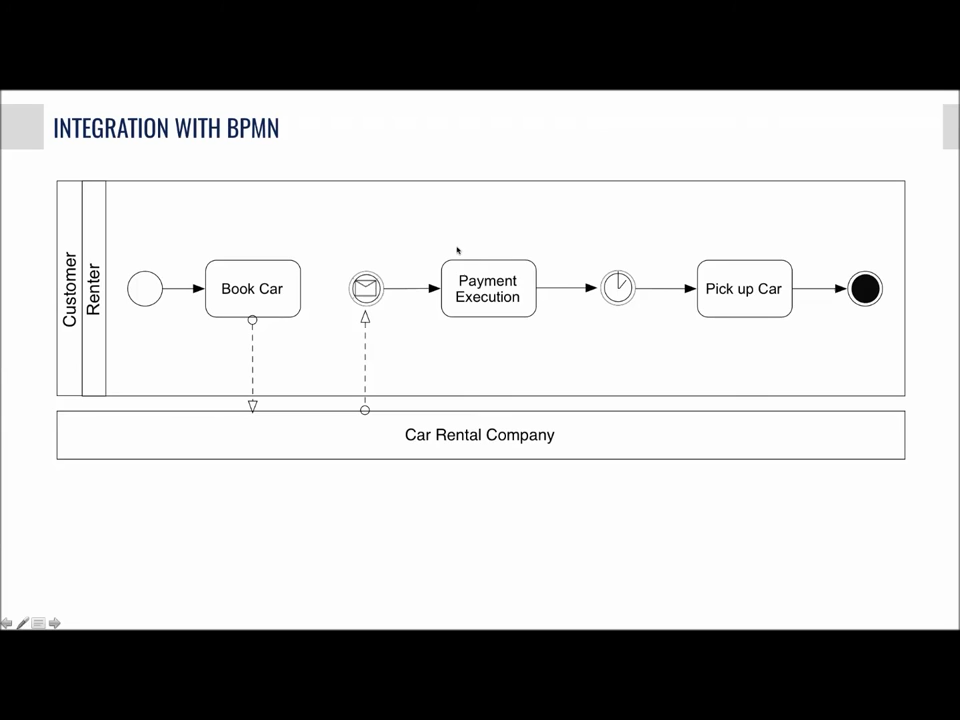 INTEGRATION WITH BPMN
Customer
Renter
Book Car
Payment
Execution
Pick up Car
Car Rental Company